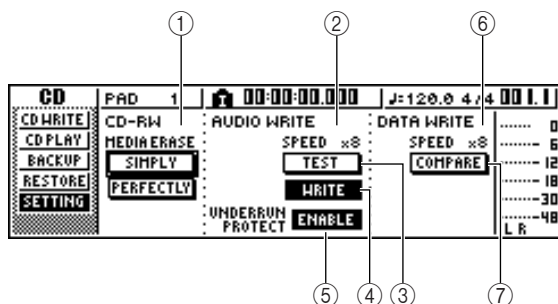 ① ② ⑥
CD PAD 1 I 00:00:00.000 ♩=120.0 4/4 001.1
CD WRITE CD-RW AUDIO WRITE DATA WRITE 0
CD PLAY MEDIA ERASE SPEED x8 SPEED x8 6
BACKUP SIMPLY TEST COMPARE 12
RESTORE PERFECTLY WRITE 18
SETTING 30
UNDERRUN PROTECT ENABLE 48
L R
⑤ ④ ③ ⑦